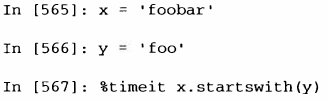 In [565]: x = 'foobar'
In [566]: y = 'foo'
In [567]: %timeit x.startswith(y)